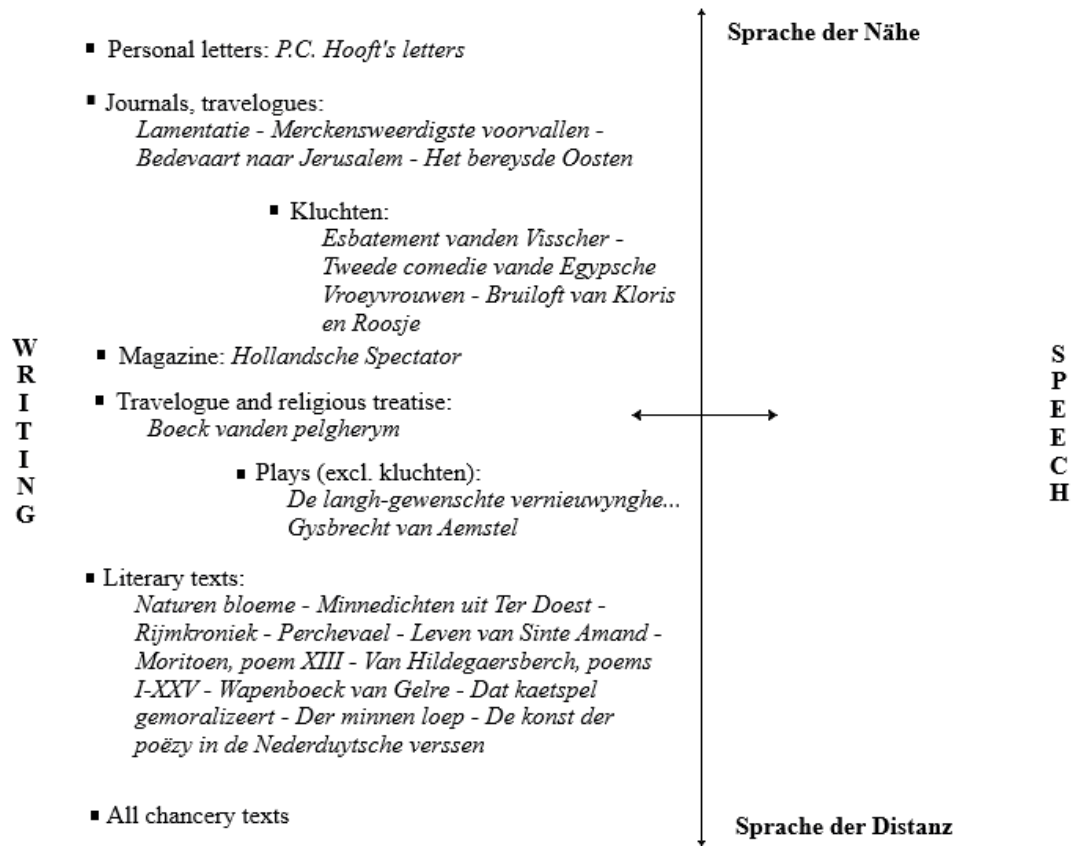 Sprache der Nähe
▪ Personal letters: P.C. Hooft's letters
▪ Journals, travelogues:
Lamentatie - Merckensweerdigste voorvallen -
Bedevaart naar Jerusalem - Het bereysde Oosten
▪ Kluchten:
Esbatement vanden Visscher -
Tweede comedie vande Egypsche
Vroeyvrouwen - Bruiloft van Kloris
en Roosje
WRITING
▪ Magazine: Hollandsche Spectator
SPEECH
▪ Travelogue and religious treatise:
Boeck vanden pelgherym
▪ Plays (excl. kluchten):
De langh-gewenschte vernieuwynghe...
Gysbrecht van Aemstel
▪ Literary texts:
Naturen bloeme - Minnedichten uit Ter Doest -
Rijmkroniek - Perchevael - Leven van Sinte Amand -
Moritoen, poem XIII - Van Hildegaersberch, poems
I-XXV - Wapenboeck van Gelre - Dat kaetspel
gemoralizeert - Der minnen loep - De konst der
poëzy in de Nederduytsche verssen
▪ All chancery texts
Sprache der Distanz